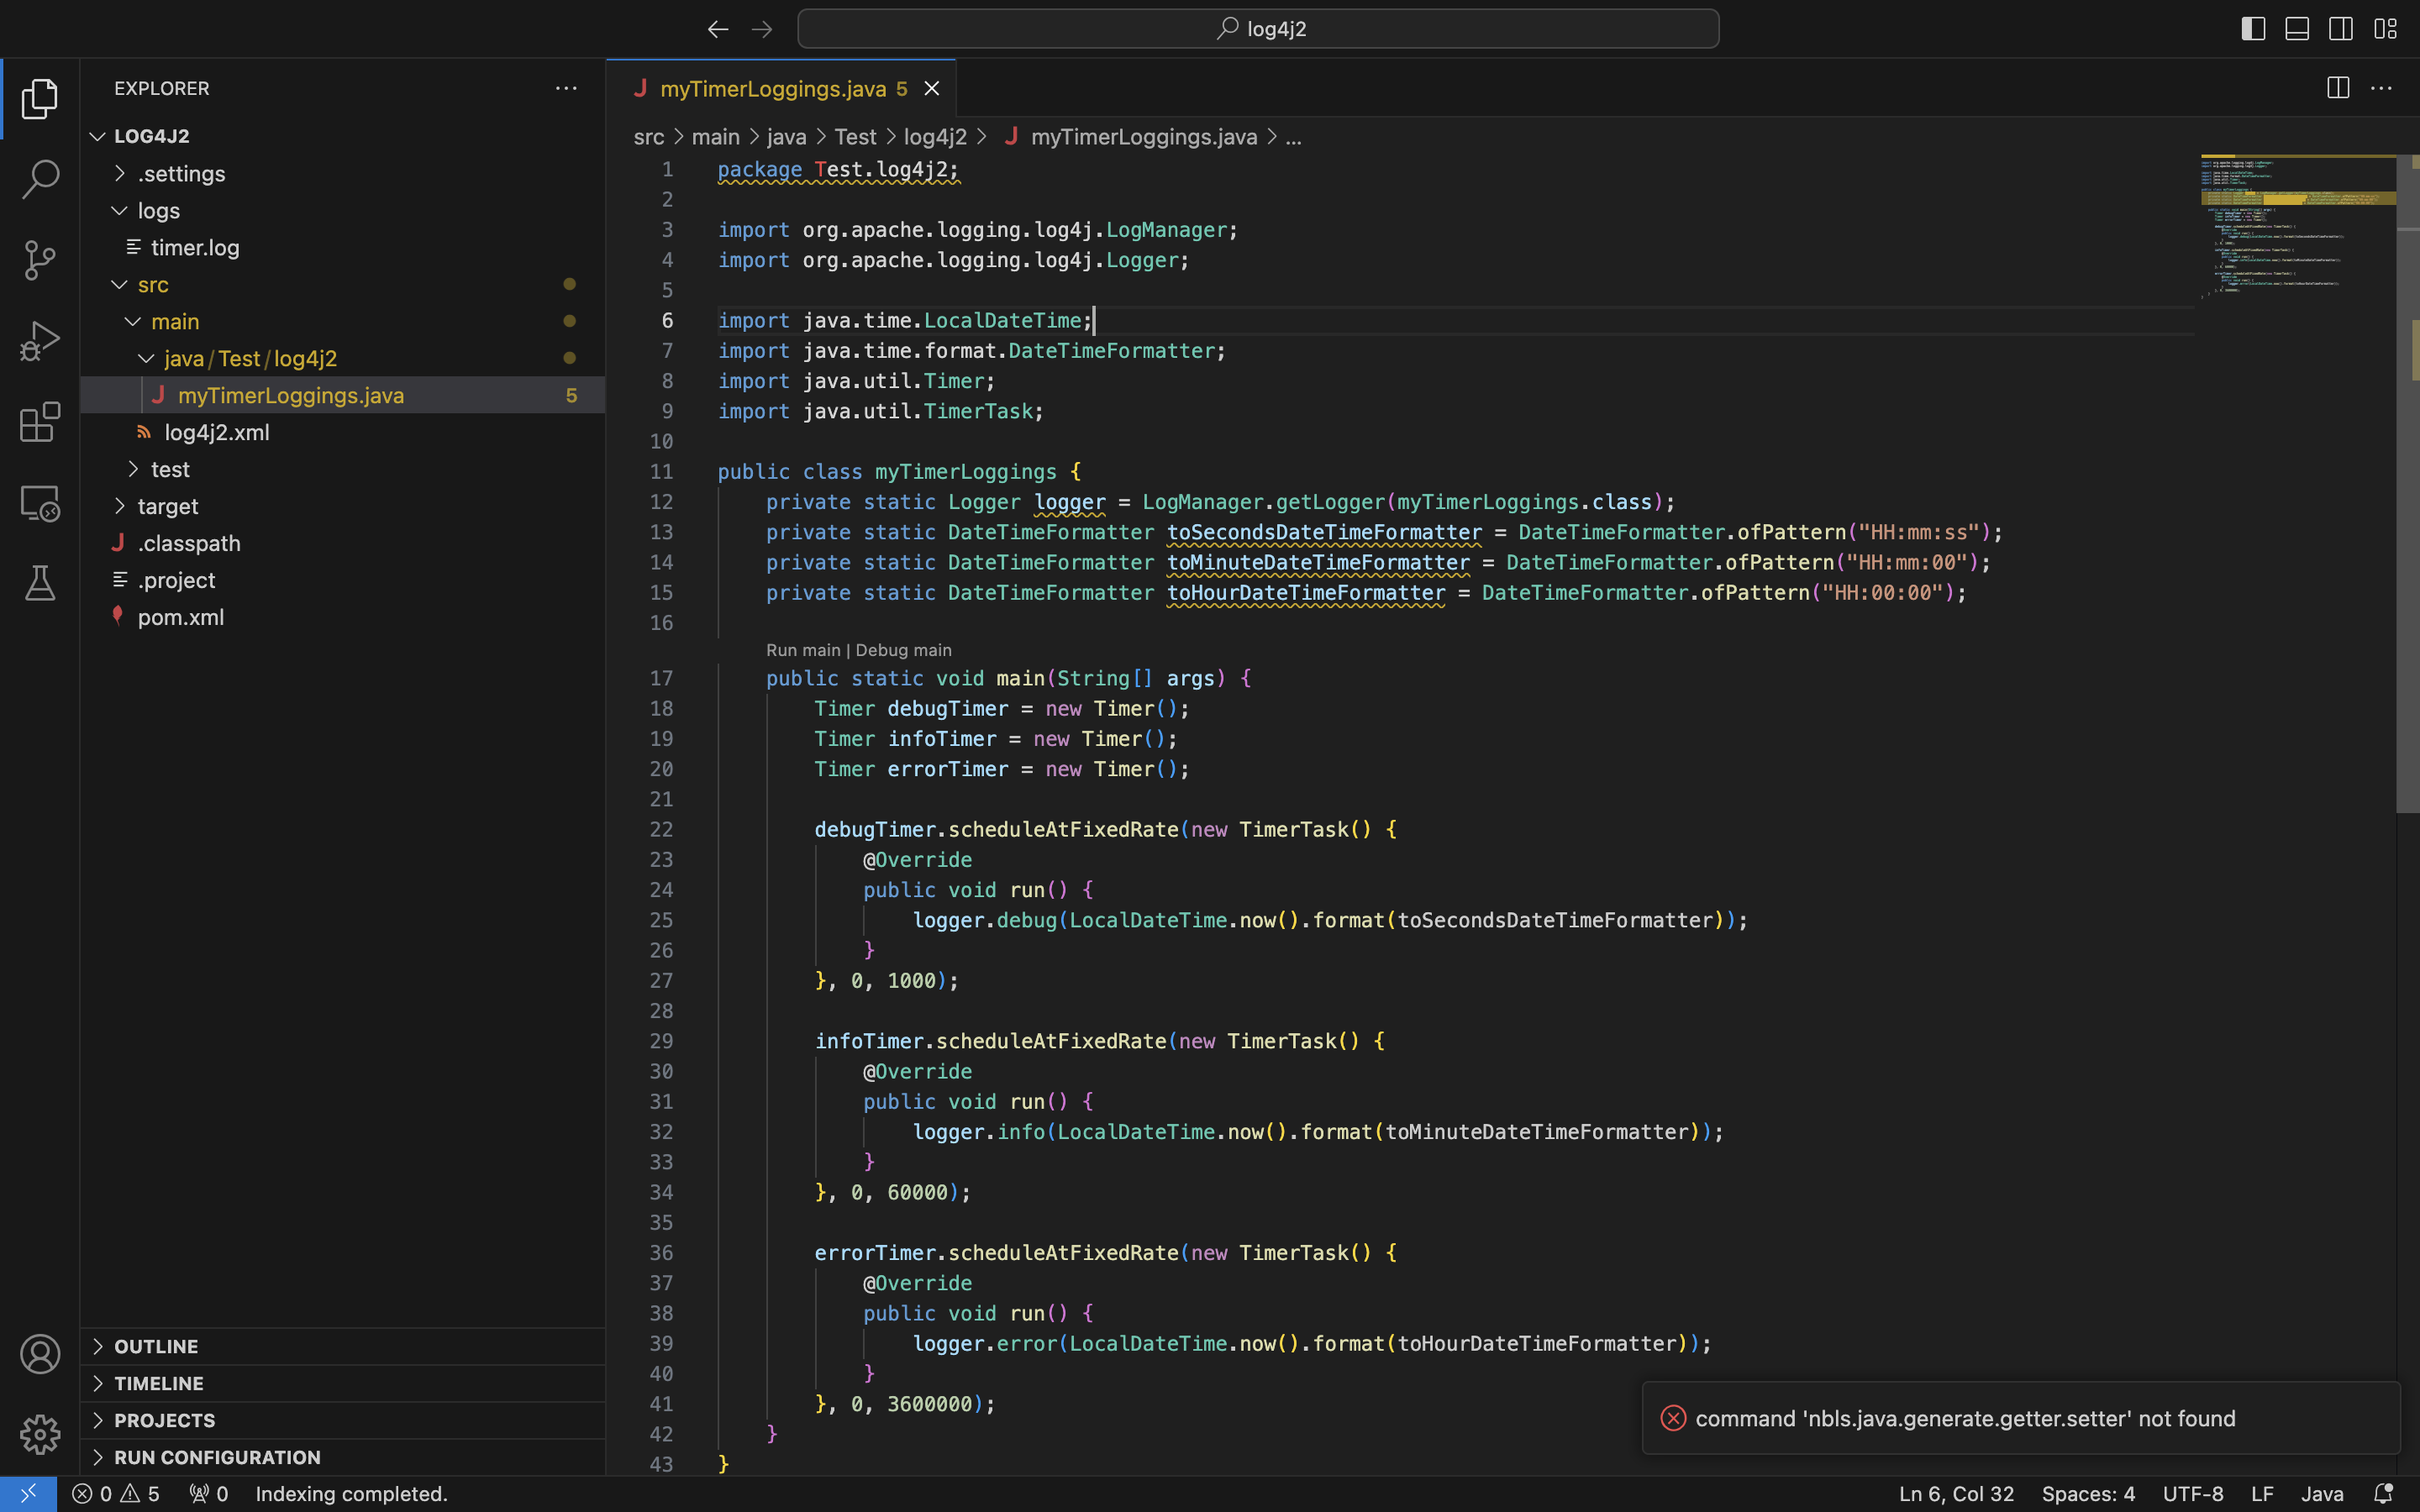 log4j2
EXPLORER
LOG4J2
.settings
logs
timer.log
src
main
java/Test/log4j2
myTimerLoggings.java 5
log4j2.xml
test
target
.classpath
.project
pom.xml
OUTLINE
TIMELINE
PROJECTS
RUN CONFIGURATION
myTimerLoggings.java 5
src > main > java > Test > log4j2 > myTimerLoggings.java > ...
1 package Test.log4j2;
2
3 import org.apache.logging.log4j.LogManager;
4 import org.apache.logging.log4j.Logger;
5
6 import java.time.LocalDateTime;
7 import java.time.format.DateTimeFormatter;
8 import java.util.Timer;
9 import java.util.TimerTask;
10
11 public class myTimerLoggings {
12 private static Logger logger = LogManager.getLogger(myTimerLoggings.class);
13 private static DateTimeFormatter toSecondsDateTimeFormatter = DateTimeFormatter.ofPattern("HH:mm:ss");
14 private static DateTimeFormatter toMinuteDateTimeFormatter = DateTimeFormatter.ofPattern("HH:mm:00");
15 private static DateTimeFormatter toHourDateTimeFormatter = DateTimeFormatter.ofPattern("HH:00:00");
16
Run main | Debug main
17 public static void main(String[] args) {
18 Timer debugTimer = new Timer();
19 Timer infoTimer = new Timer();
20 Timer errorTimer = new Timer();
21
22 debugTimer.scheduleAtFixedRate(new TimerTask() {
23 @Override
24 public void run() {
25 logger.debug(LocalDateTime.now().format(toSecondsDateTimeFormatter));
26 }
27 }, 0, 1000);
28
29 infoTimer.scheduleAtFixedRate(new TimerTask() {
30 @Override
31 public void run() {
32 logger.info(LocalDateTime.now().format(toMinuteDateTimeFormatter));
33 }
34 }, 0, 60000);
35
36 errorTimer.scheduleAtFixedRate(new TimerTask() {
37 @Override
38 public void run() {
39 logger.error(LocalDateTime.now().format(toHourDateTimeFormatter));
40 }
41 }, 0, 3600000);
42 }
43 }
command 'nbls.java.generate.getter.setter' not found
0 5 0 Indexing completed.
Ln 6, Col 32 Spaces: 4 UTF-8 LF Java